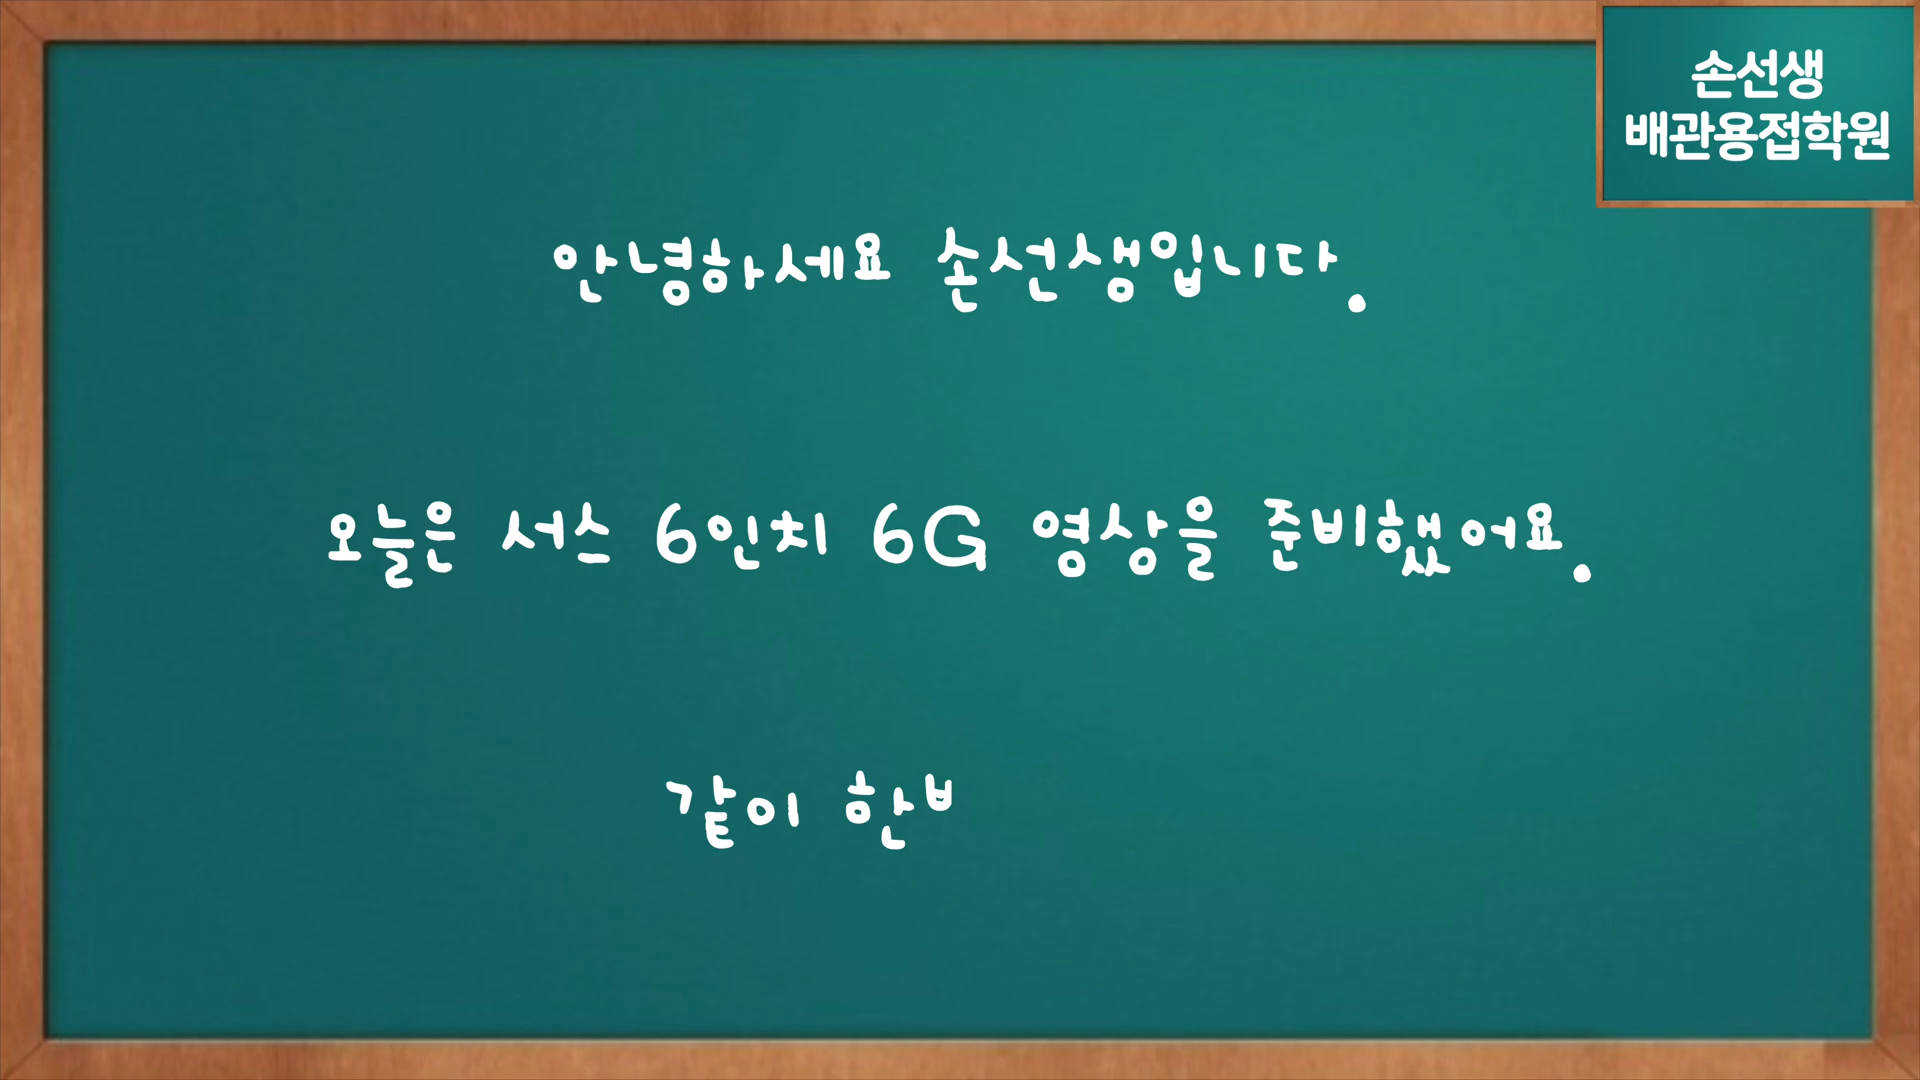 손선생
배관용접학원
안녕하세요 손선생입니다.
오늘은 서스 6인치 6G 영상을 준비했어요.
같이 한ㅂ